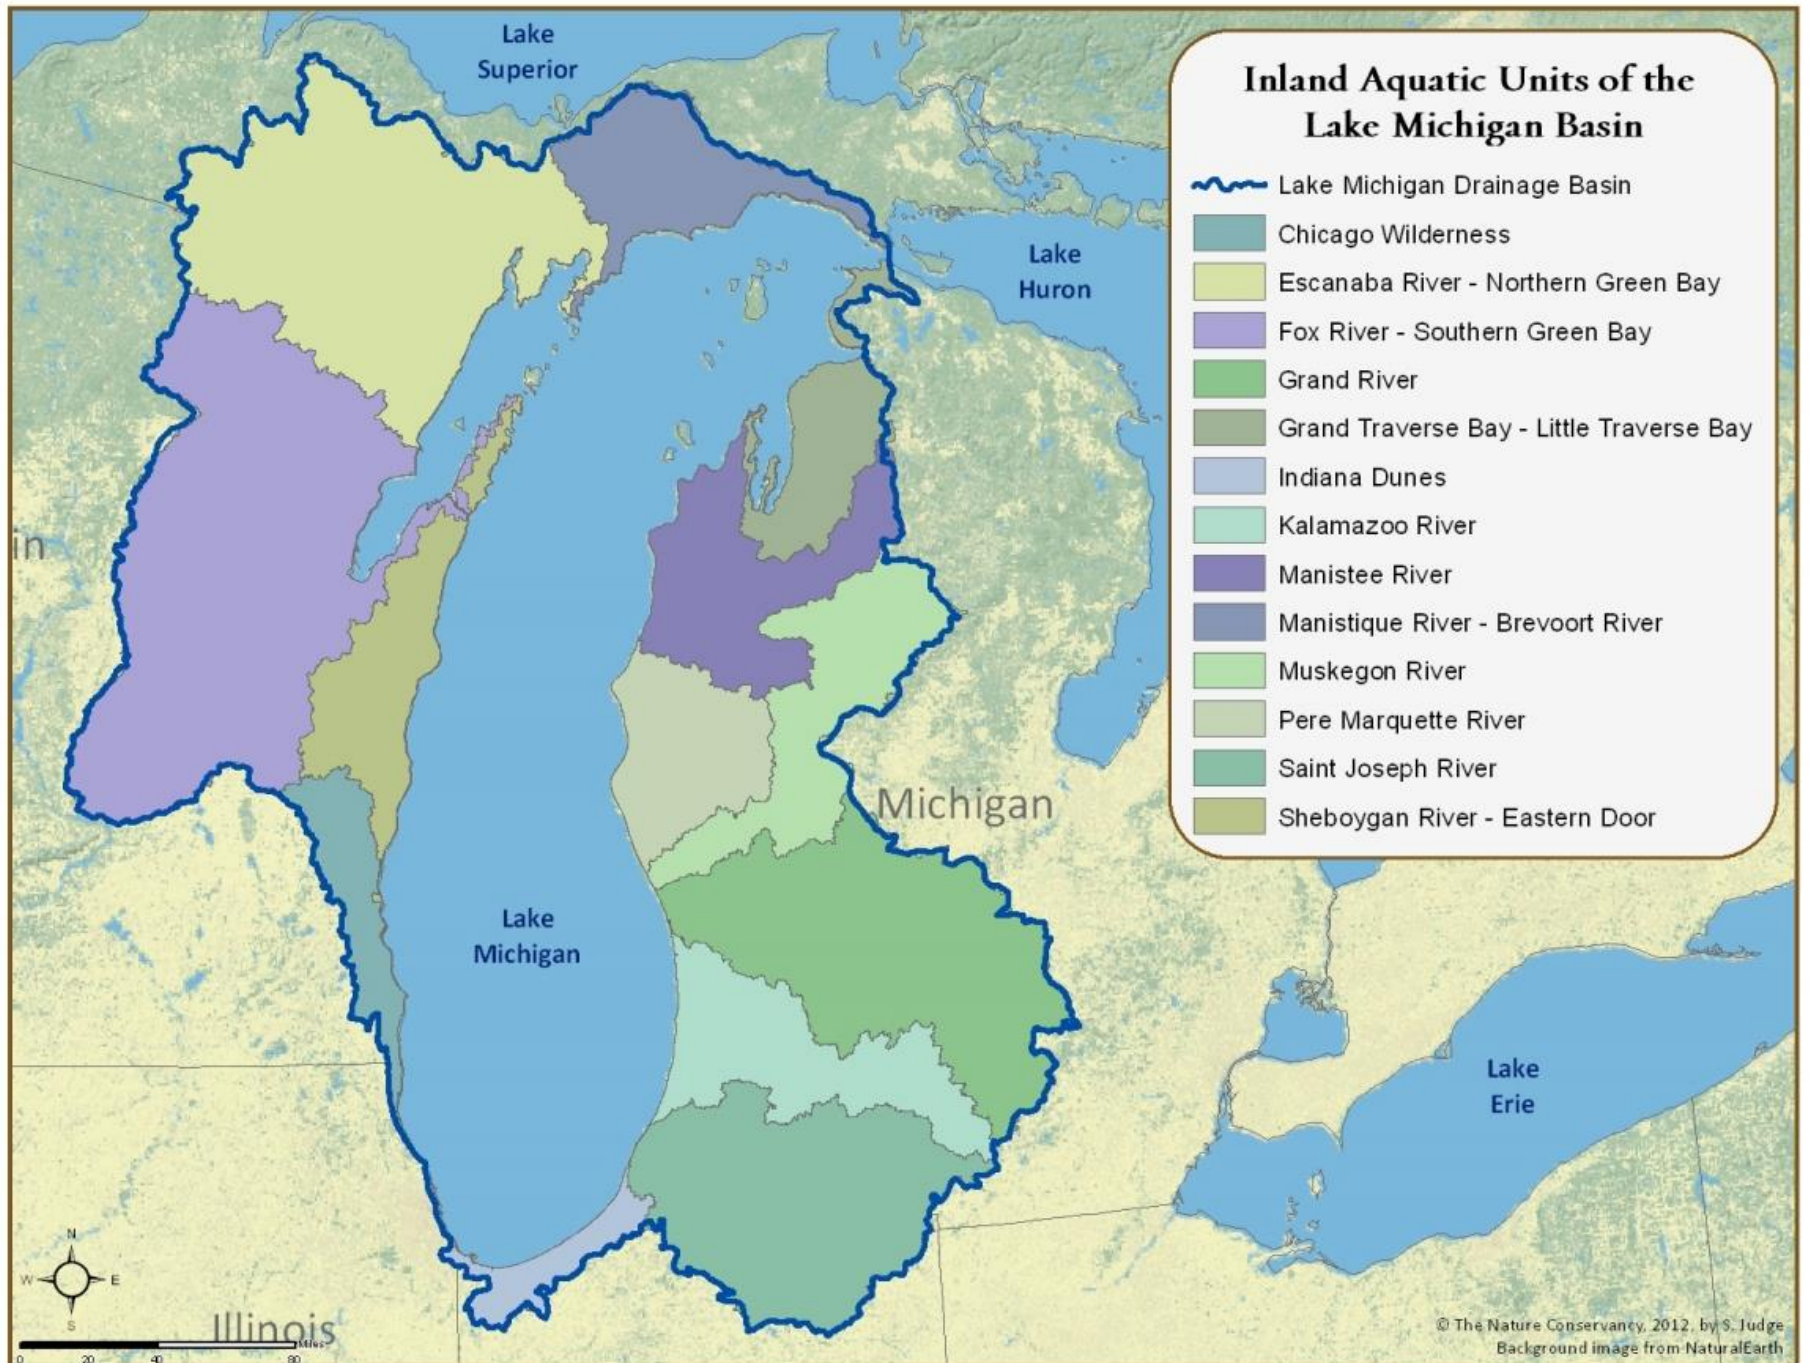 Lake
Superior
Inland Aquatic Units of the
Lake Michigan Basin
Lake Michigan Drainage Basin
Chicago Wilderness
Escanaba River - Northern Green Bay
Fox River - Southern Green Bay
Grand River
Grand Traverse Bay - Little Traverse Bay
Indiana Dunes
Kalamazoo River
Manistee River
Manistique River - Brevoort River
Muskegon River
Pere Marquette River
Saint Joseph River
Sheboygan River - Eastern Door
Lake
Huron
in
Michigan
Lake
Michigan
Lake
Erie
N
W E
S
Illinois
Miles
0 20 40 80
© The Nature Conservancy, 2012, by S. Judge
Background image from NaturalEarth